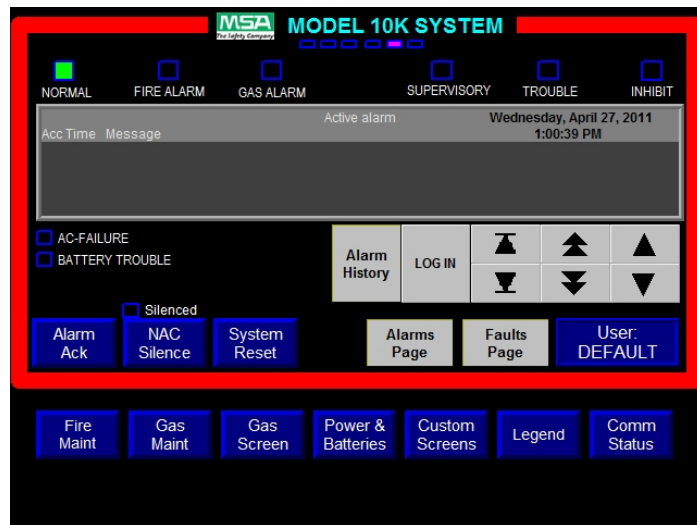 MSA
The Safety Company
MODEL 10K SYSTEM
NORMAL
FIRE ALARM
GAS ALARM
SUPERVISORY
TROUBLE
INHIBIT
Active alarm
Wednesday, April 27, 2011
Acc Time Message
1:00:39 PM
AC-FAILURE
BATTERY TROUBLE
Alarm
History
LOG IN
Silenced
Alarm
Ack
NAC
Silence
System
Reset
Alarms
Page
Faults
Page
User:
DEFAULT
Fire
Maint
Gas
Maint
Gas
Screen
Power &
Batteries
Custom
Screens
Legend
Comm
Status